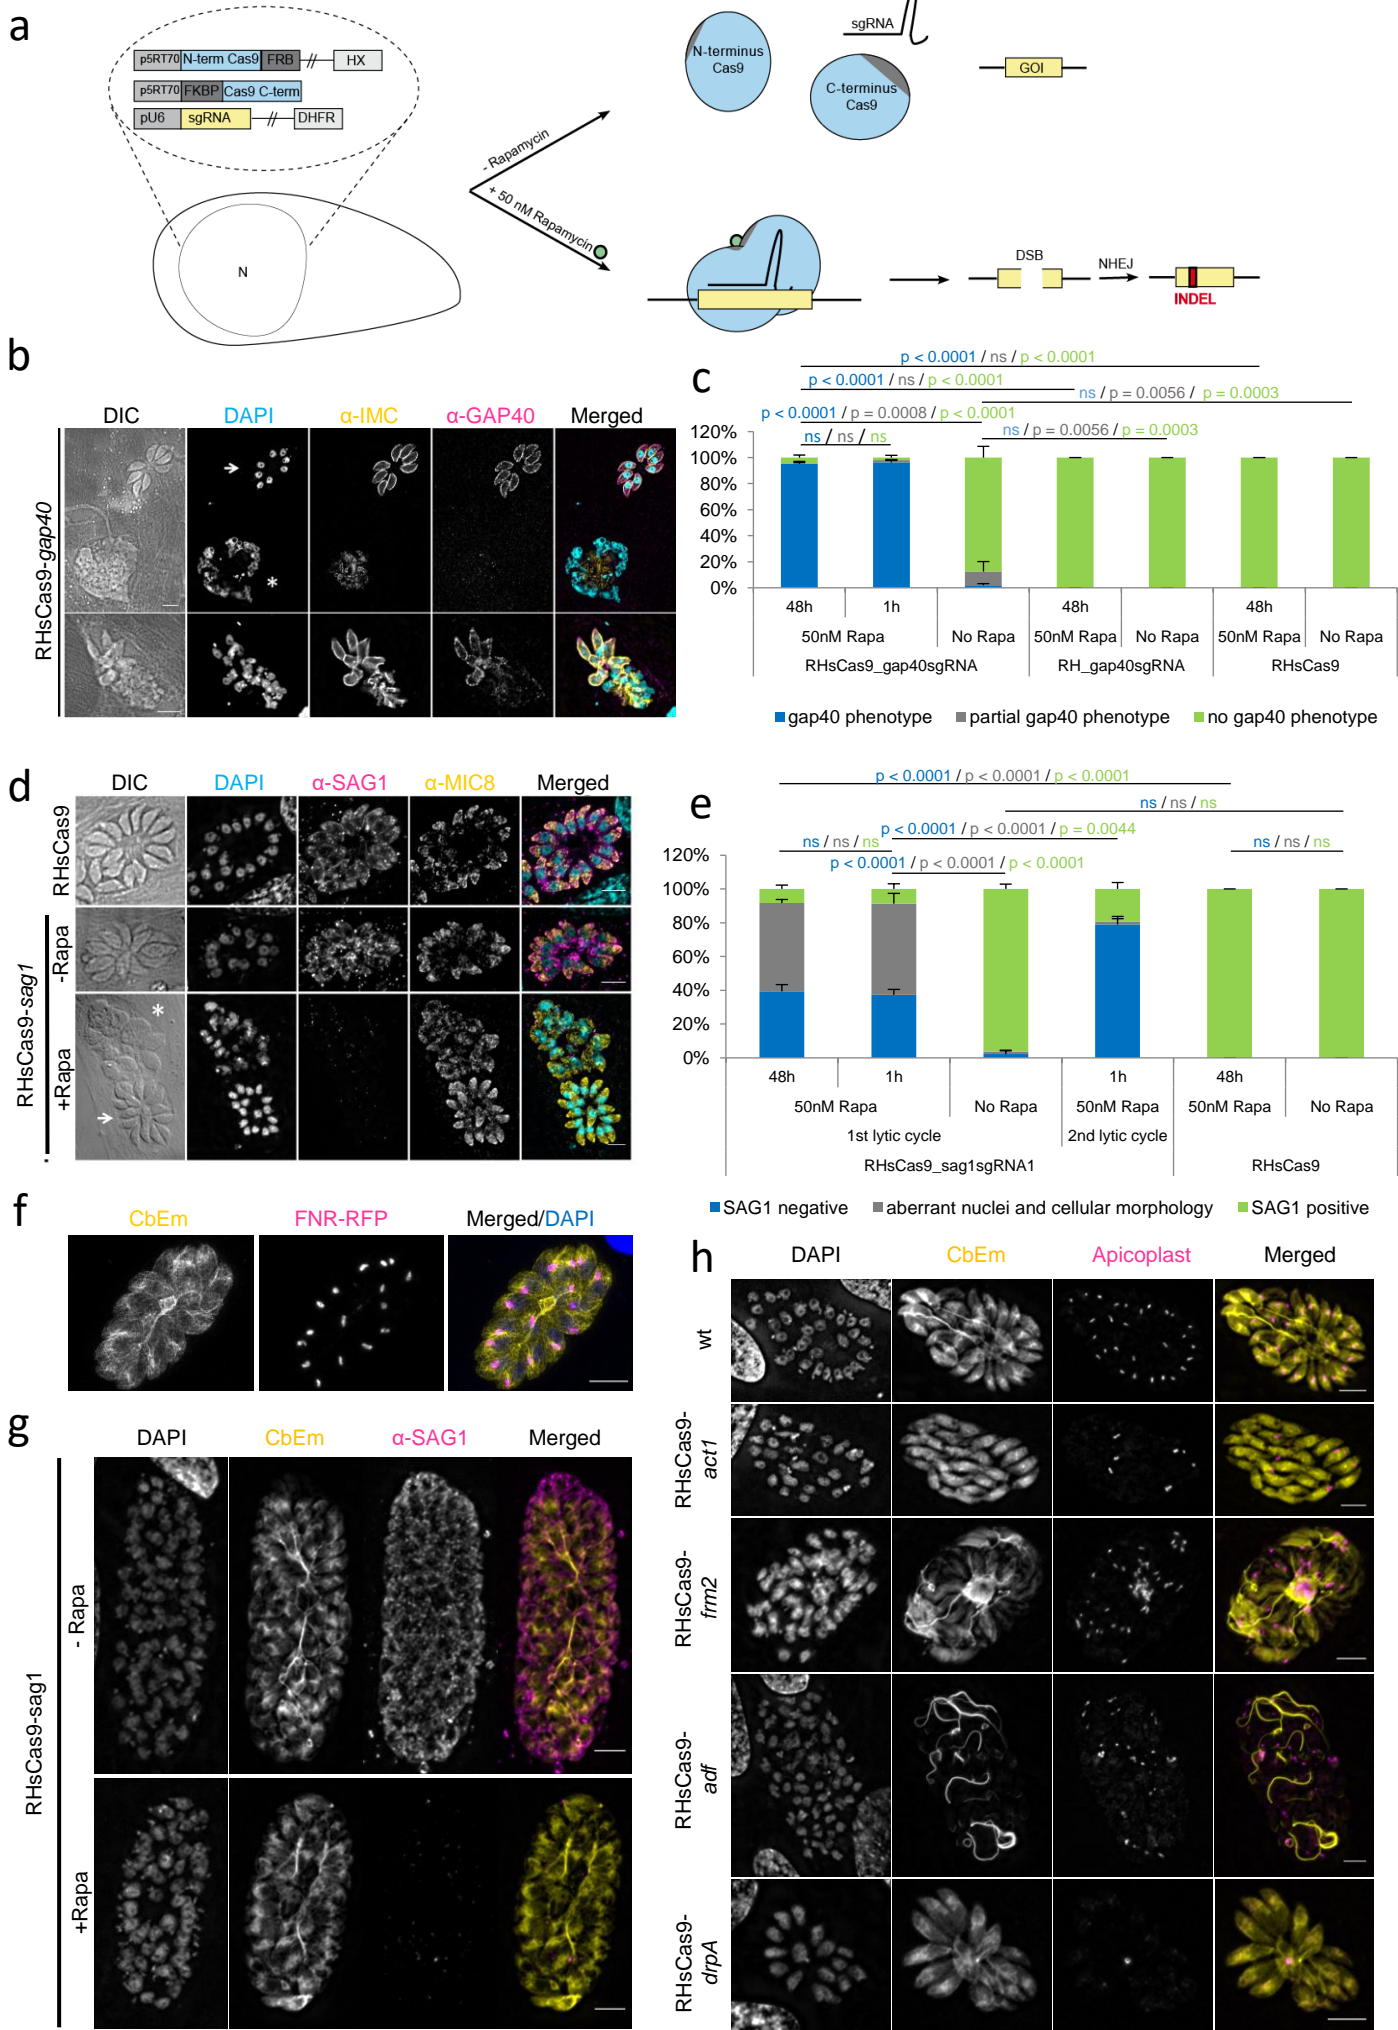 a
p5RT70 N-term Cas9 FRB HX
p5RT70 FKBP Cas9 C-term
pU6 sgRNA DHFR
N
- Rapamycin
+ 50 nM Rapamycin
N-terminus
Cas9
sgRNA
C-terminus
Cas9
GOI
DSB
NHEJ
INDEL
b
DIC DAPI α-IMC α-GAP40 Merged
RHsCas9-gap40
*
c
p < 0.0001 / ns / p < 0.0001
p < 0.0001 / ns / p < 0.0001
ns / p = 0.0056 / p = 0.0003
p < 0.0001 / p = 0.0008 / p < 0.0001
ns / p = 0.0056 / p = 0.0003
ns / ns / ns
120%
100%
80%
60%
40%
20%
0%
48h 1h 48h 48h
50nM Rapa No Rapa 50nM Rapa No Rapa 50nM Rapa No Rapa
RHsCas9_gap40sgRNA RH_gap40sgRNA RHsCas9
gap40 phenotype partial gap40 phenotype no gap40 phenotype
d
DIC DAPI α-SAG1 α-MIC8 Merged
RHsCas9
RHsCas9-sag1
-Rapa
+Rapa
*
e
p < 0.0001 / p < 0.0001 / p < 0.0001
ns / ns / ns
p < 0.0001 / p < 0.0001 / p = 0.0044
ns / ns / ns ns / ns / ns
p < 0.0001 / p < 0.0001 / p < 0.0001
120%
100%
80%
60%
40%
20%
0%
48h 1h 1h 48h
50nM Rapa No Rapa 50nM Rapa 50nM Rapa No Rapa
1st lytic cycle 2nd lytic cycle
RHsCas9_sag1sgRNA1 RHsCas9
SAG1 negative aberrant nuclei and cellular morphology SAG1 positive
f
CbEm FNR-RFP Merged/DAPI
g
DAPI CbEm α-SAG1 Merged
RHsCas9-sag1
- Rapa
+Rapa
h
DAPI CbEm Apicoplast Merged
wt
RHsCas9-
act1
RHsCas9-
frm2
RHsCas9-
adf
RHsCas9-
drpA